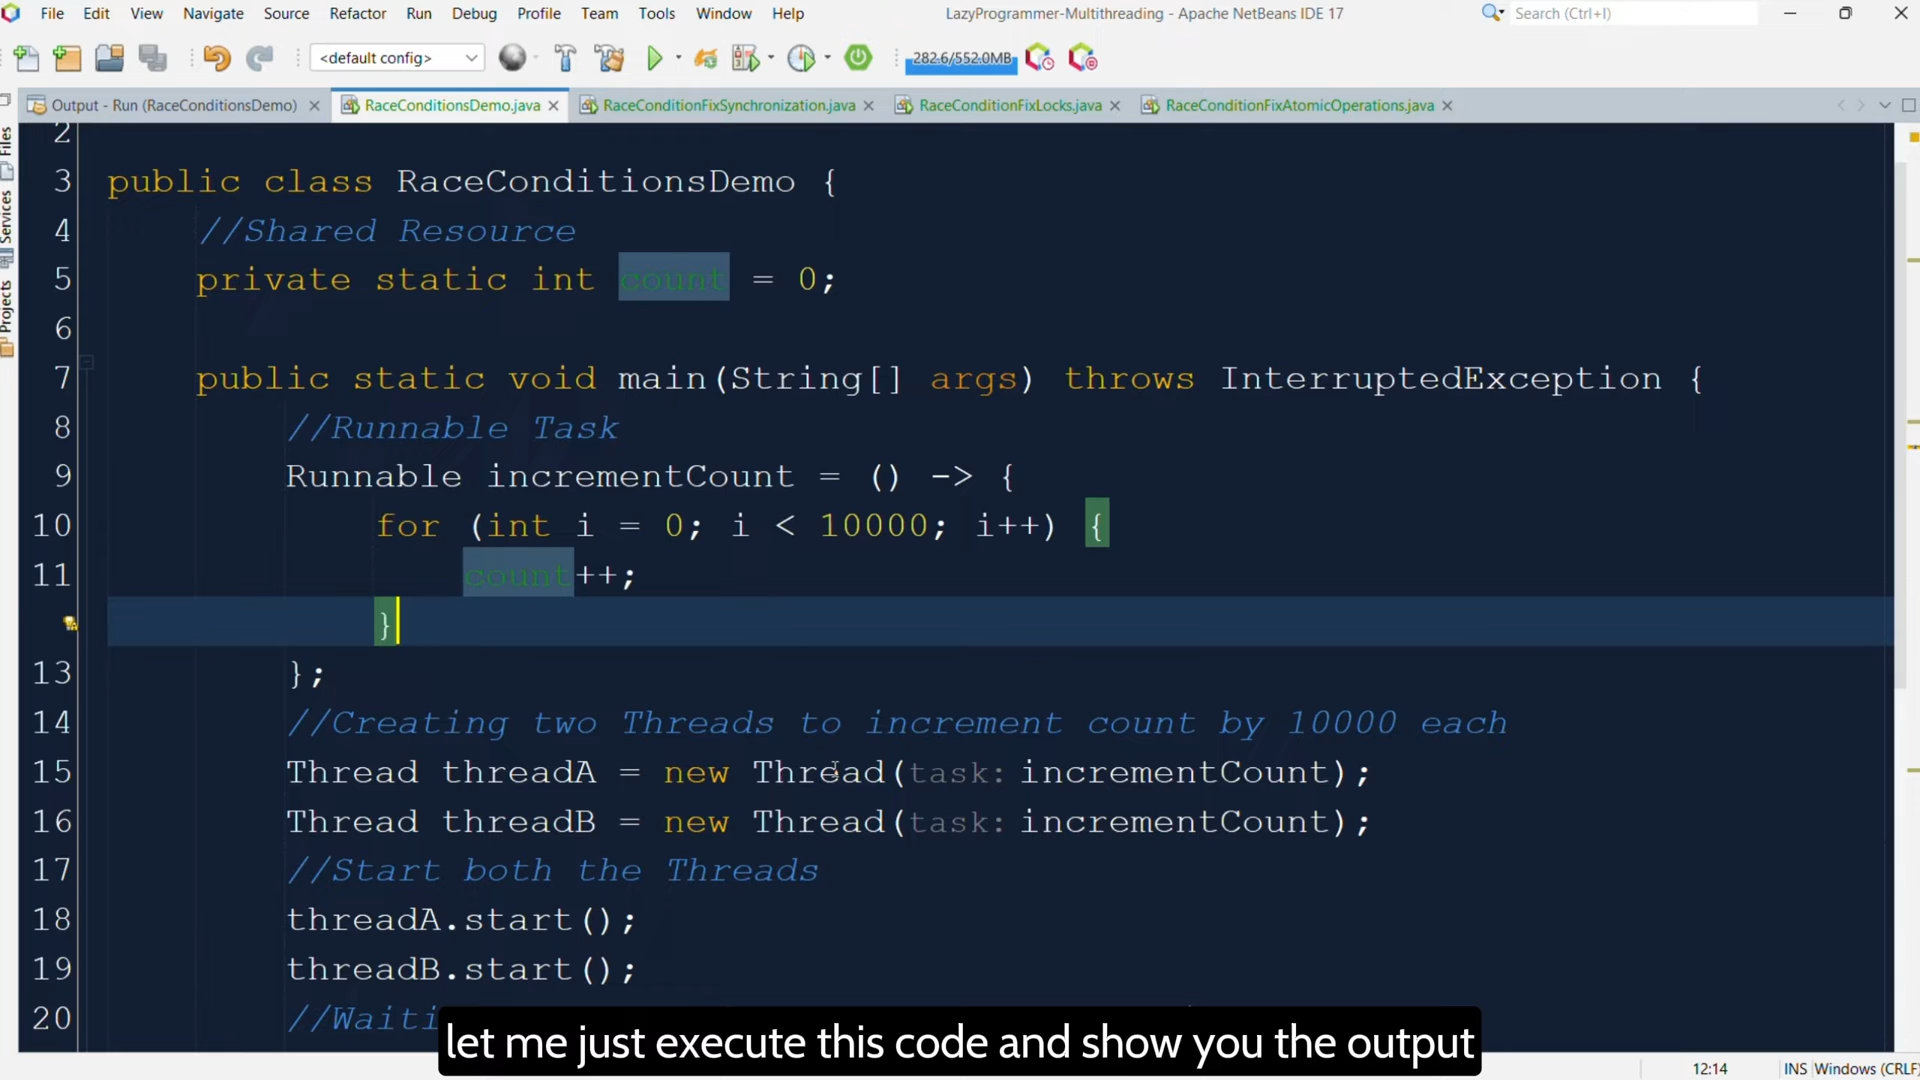 File Edit View Navigate Source Refactor Run Debug Profile Team Tools Window Help
LazyProgrammer-Multithreading - Apache NetBeans IDE 17
Search (Ctrl+I)
<default config>
282.6/552.0MB
Output - Run (RaceConditionsDemo)
RaceConditionsDemo.java
RaceConditionFixSynchronization.java
RaceConditionFixLocks.java
RaceConditionFixAtomicOperations.java
Files
Services
Projects
2
3 public class RaceConditionsDemo {
4 //Shared Resource
5 private static int count = 0;
6
7 public static void main(String[] args) throws InterruptedException {
8 //Runnable Task
9 Runnable incrementCount = () -> {
10 for (int i = 0; i < 10000; i++) {
11 count++;
}
13 };
14 //Creating two Threads to increment count by 10000 each
15 Thread threadA = new Thread(task: incrementCount);
16 Thread threadB = new Thread(task: incrementCount);
17 //Start both the Threads
18 threadA.start();
19 threadB.start();
20 //Waiti
let me just execute this code and show you the output
12:14
INS
Windows (CRLF